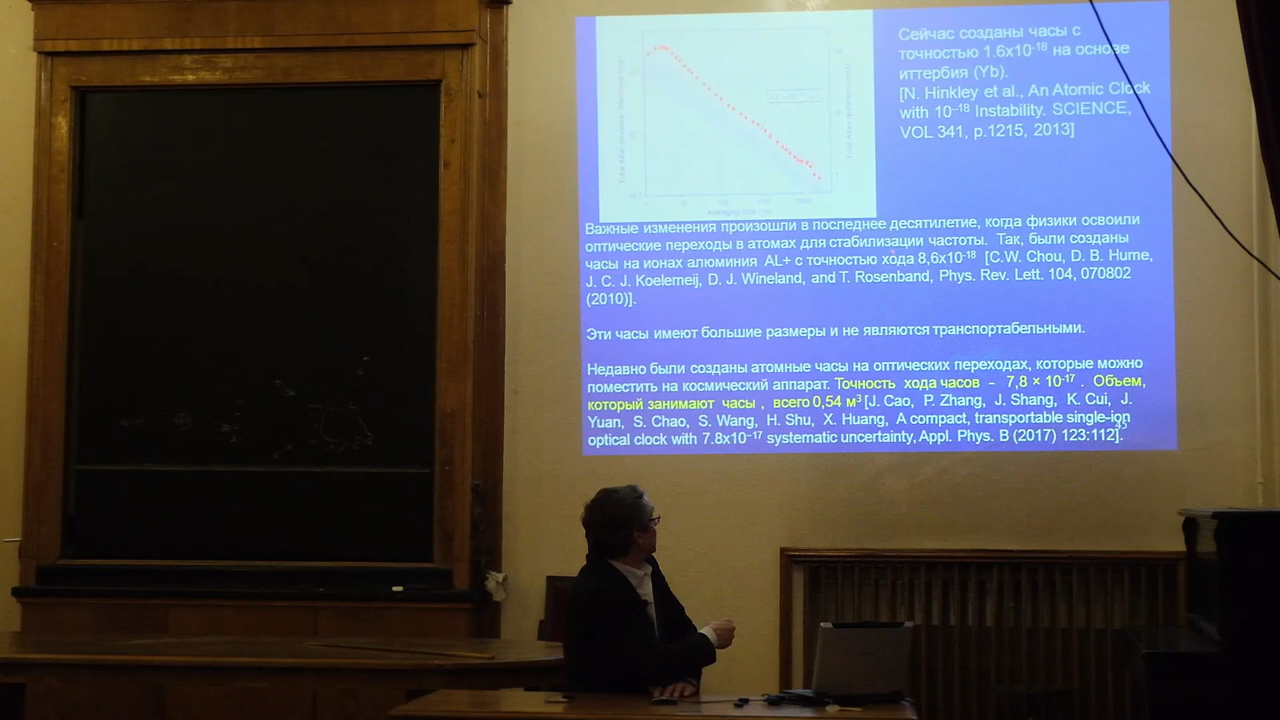 Сейчас созданы часы с
точностью 1.6x10⁻¹⁸ на основе
иттербия (Yb).
[N. Hinkley et al., An Atomic Clock
with 10⁻¹⁸ Instability. SCIENCE,
VOL 341, p.1215, 2013]
Важные изменения произошли в последнее десятилетие, когда физики освоили
оптические переходы в атомах для стабилизации частоты. Так, были созданы
часы на ионах алюминия AL+ с точностью хода 8,6x10⁻¹⁸ [C.W. Chou, D. B. Hume,
J. C. J. Koelemeij, D. J. Wineland, and T. Rosenband, Phys. Rev. Lett. 104, 070802
(2010)].
Эти часы имеют большие размеры и не являются транспортабельными.
Недавно были созданы атомные часы на оптических переходах, которые можно
поместить на космический аппарат. Точность хода часов - 7,8 × 10⁻¹⁷ . Объем,
который занимают часы , всего 0,54 м³ [J. Cao, P. Zhang, J. Shang, K. Cui, J.
Yuan, S. Chao, S. Wang, H. Shu, X. Huang, A compact, transportable single-ion
optical clock with 7.8x10⁻¹⁷ systematic uncertainty, Appl. Phys. B (2017) 123:112].